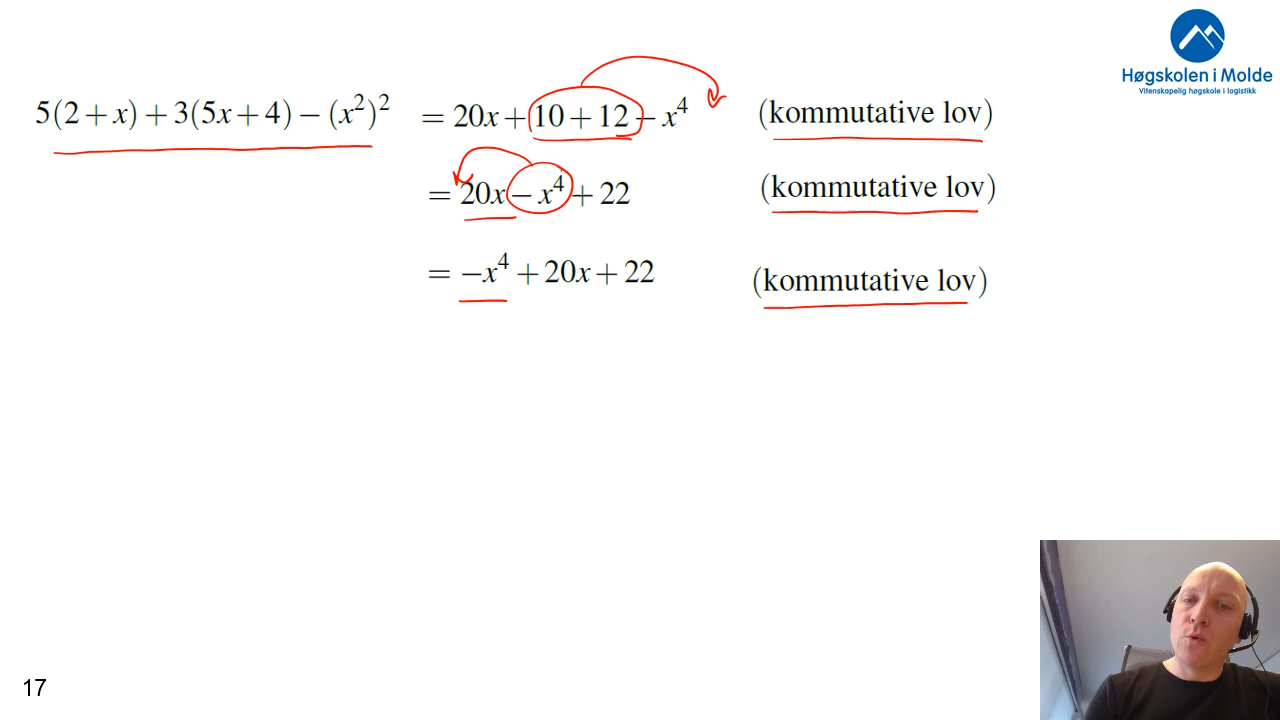 Høgskolen i Molde
Vitenskapelig høgskole i logistikk
5(2 + x) + 3(5x + 4) − (x²)² = 20x + 10 + 12 − x⁴ (kommutative lov)
= 20x − x⁴ + 22 (kommutative lov)
= −x⁴ + 20x + 22 (kommutative lov)
17